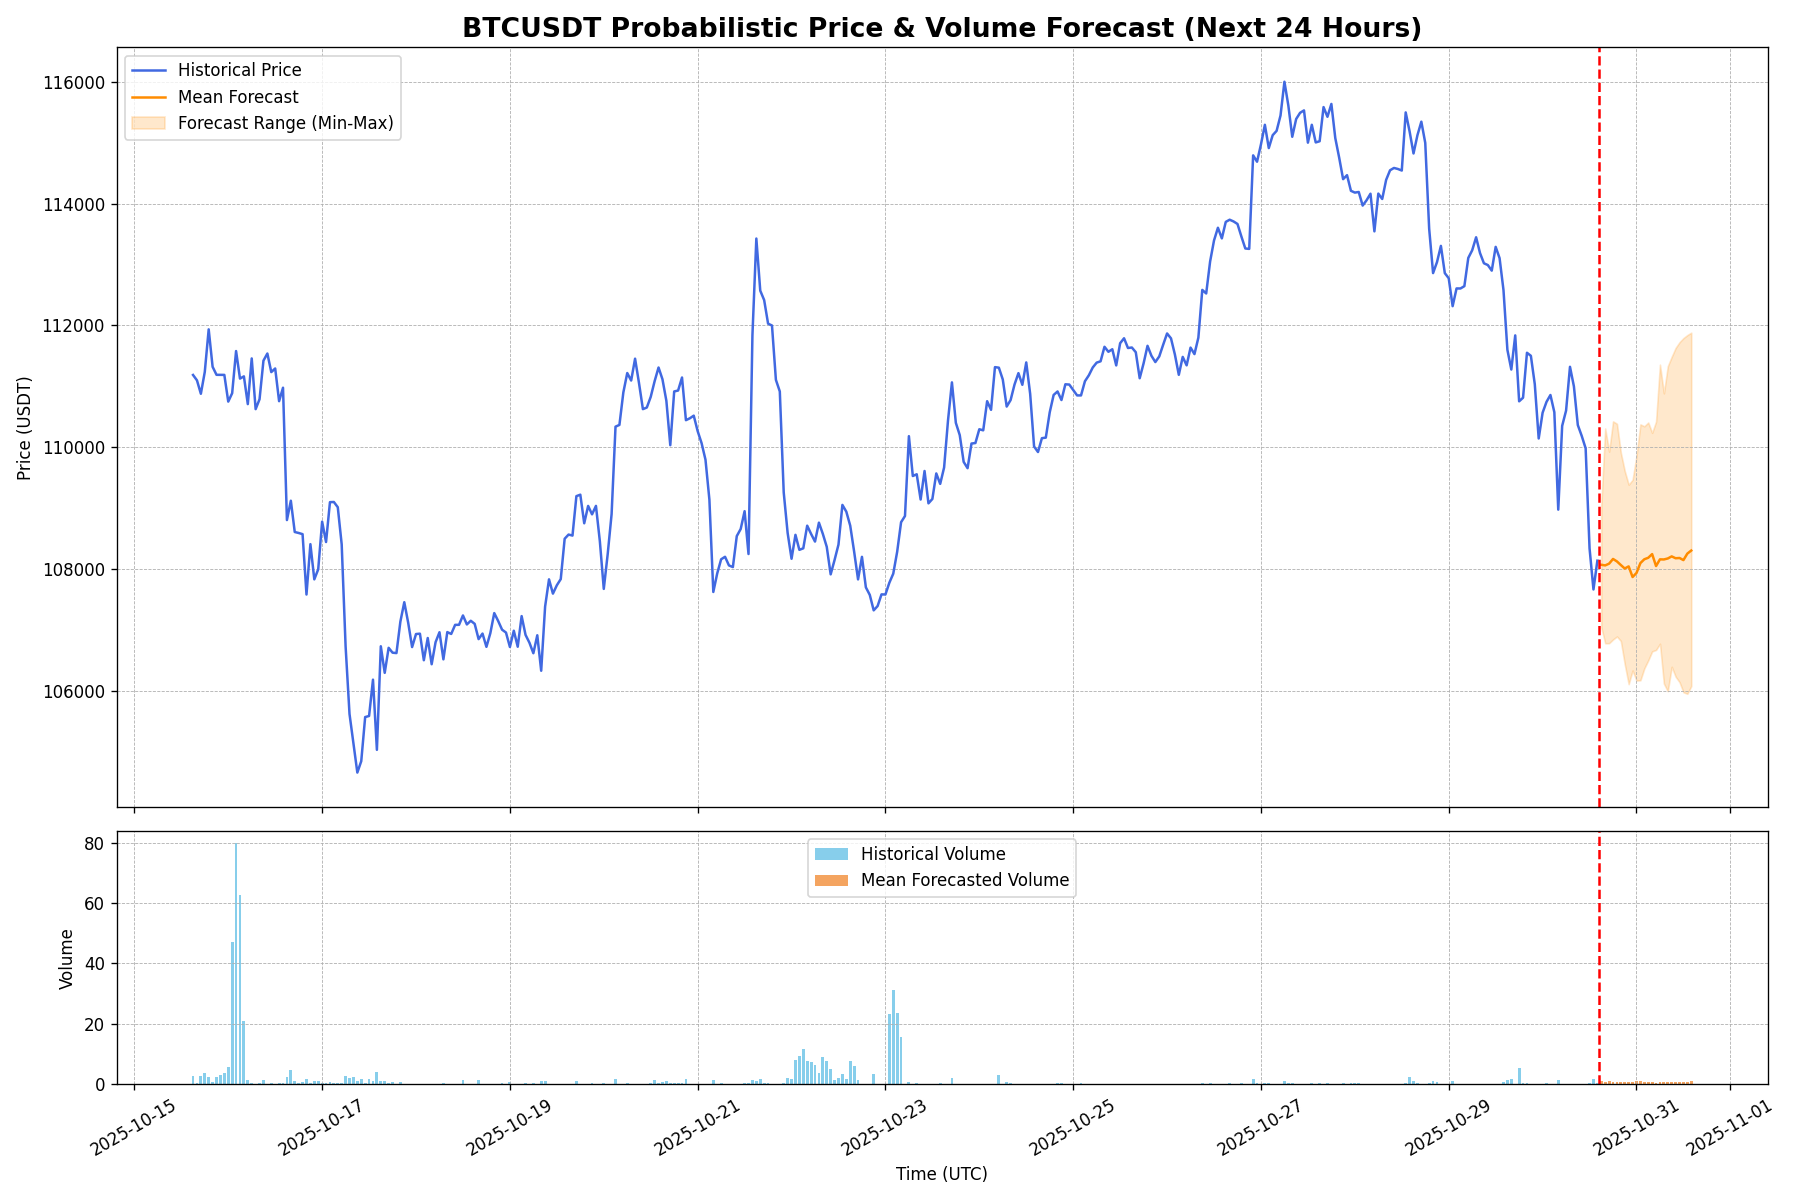 BTCUSDT Probabilistic Price & Volume Forecast (Next 24 Hours)
Historical Price
Mean Forecast
Forecast Range (Min-Max)
116000
114000
112000
110000
108000
106000
Price (USDT)
Historical Volume
Mean Forecasted Volume
80
60
40
20
0
Volume
2025-10-15
2025-10-17
2025-10-19
2025-10-21
2025-10-23
2025-10-25
2025-10-27
2025-10-29
2025-10-31
2025-11-01
Time (UTC)